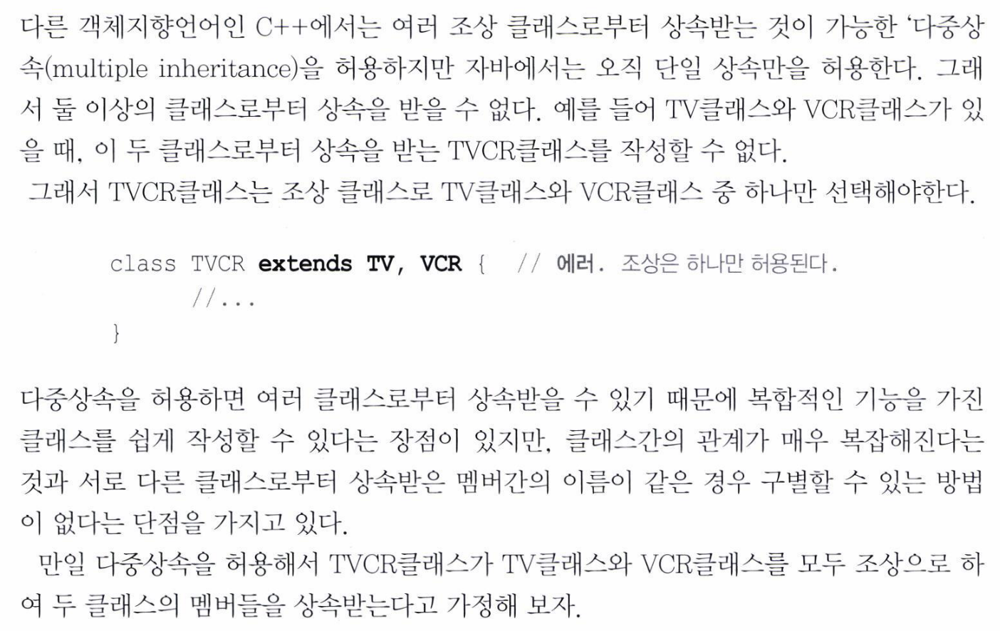 다른 객체지향언어인 C++에서는 여러 조상 클래스로부터 상속받는 것이 가능한 ‘다중상
속(multiple inheritance)을 허용하지만 자바에서는 오직 단일 상속만을 허용한다. 그래
서 둘 이상의 클래스로부터 상속을 받을 수 없다. 예를 들어 TV클래스와 VCR클래스가 있
을 때, 이 두 클래스로부터 상속을 받는 TVCR클래스를 작성할 수 없다.
그래서 TVCR클래스는 조상 클래스로 TV클래스와 VCR클래스 중 하나만 선택해야한다.
class TVCR extends TV, VCR { // 에러. 조상은 하나만 허용된다.
//...
}
다중상속을 허용하면 여러 클래스로부터 상속받을 수 있기 때문에 복합적인 기능을 가진
클래스를 쉽게 작성할 수 있다는 장점이 있지만, 클래스간의 관계가 매우 복잡해진다는
것과 서로 다른 클래스로부터 상속받은 멤버간의 이름이 같은 경우 구별할 수 있는 방법
이 없다는 단점을 가지고 있다.
만일 다중상속을 허용해서 TVCR클래스가 TV클래스와 VCR클래스를 모두 조상으로 하
여 두 클래스의 멤버들을 상속받는다고 가정해 보자.